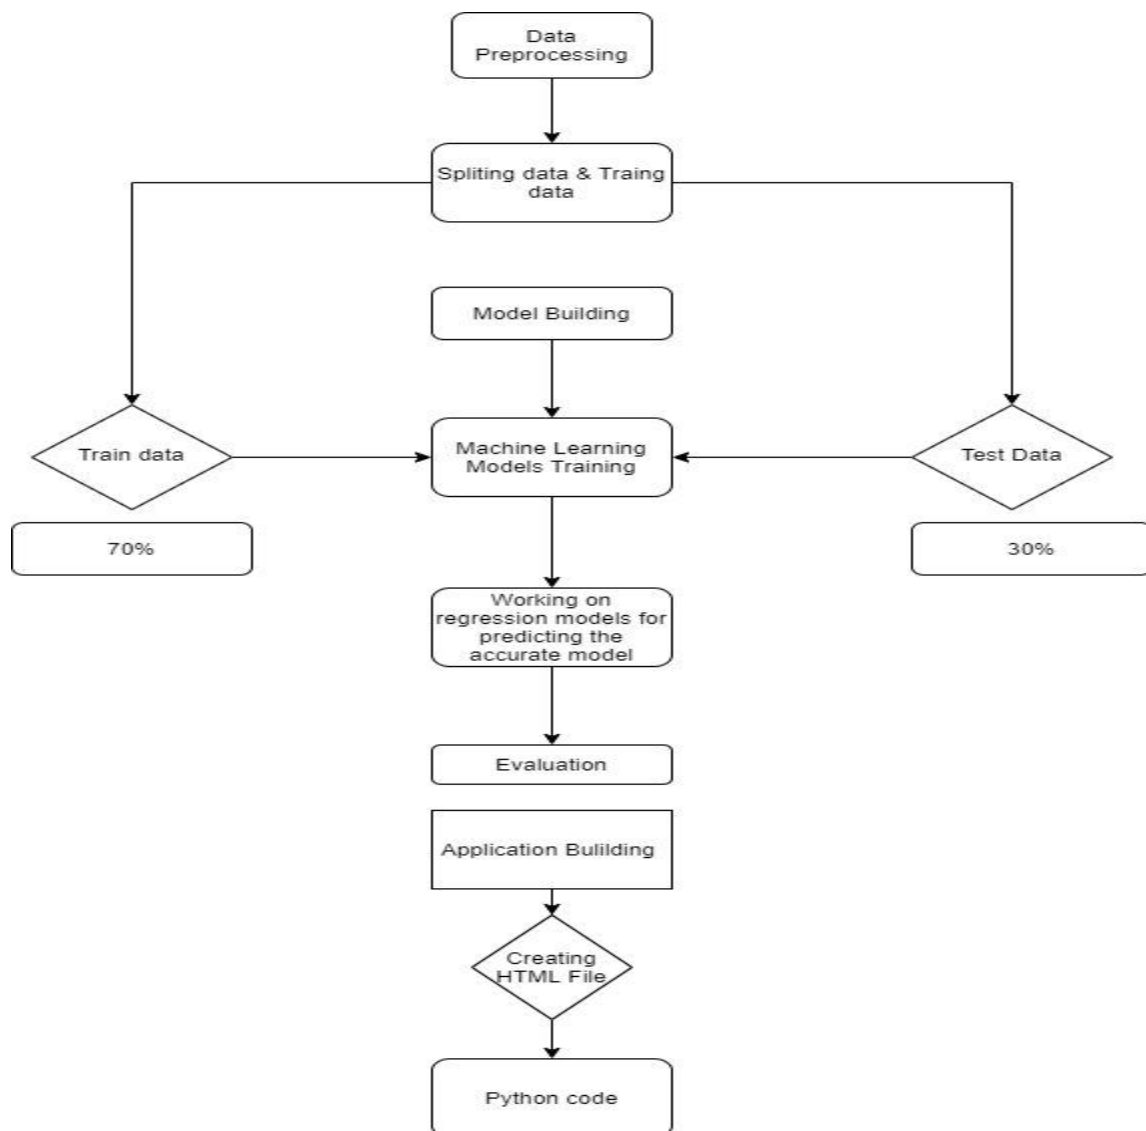 Data
Preprocessing
Spliting data & Traing
data
Model Building
Train data
Machine Learning
Models Training
Test Data
70%
30%
Working on
regression models for
predicting the
accurate model
Evaluation
Application Bulilding
Creating
HTML File
Python code